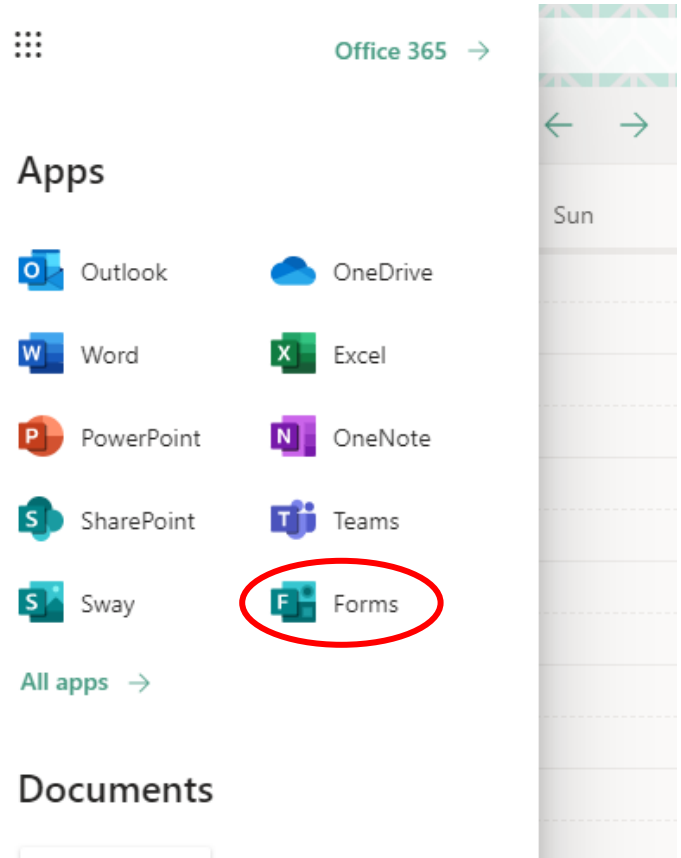 Office 365 →
Apps
Sun
O Outlook
OneDrive
W Word
X Excel
P PowerPoint
N OneNote
S SharePoint
T Teams
S Sway
F Forms
All apps →
Documents